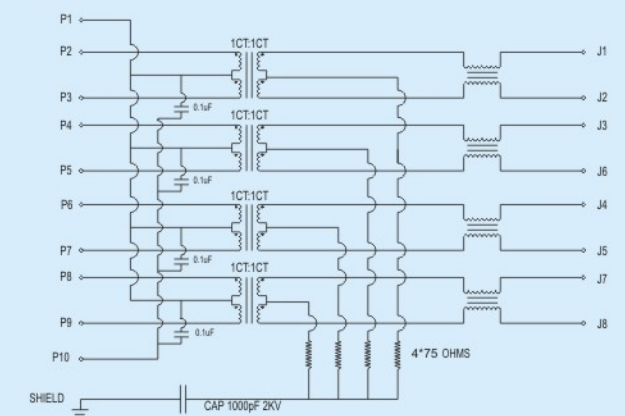 P1
P2 1CT:1CT J1
P3 0.1uF J2
P4 1CT:1CT J3
P5 0.1uF J6
P6 1CT:1CT J4
P7 0.1uF J5
P8 1CT:1CT J7
P9 0.1uF J8
P10 4*75 OHMS
SHIELD CAP 1000pF 2KV